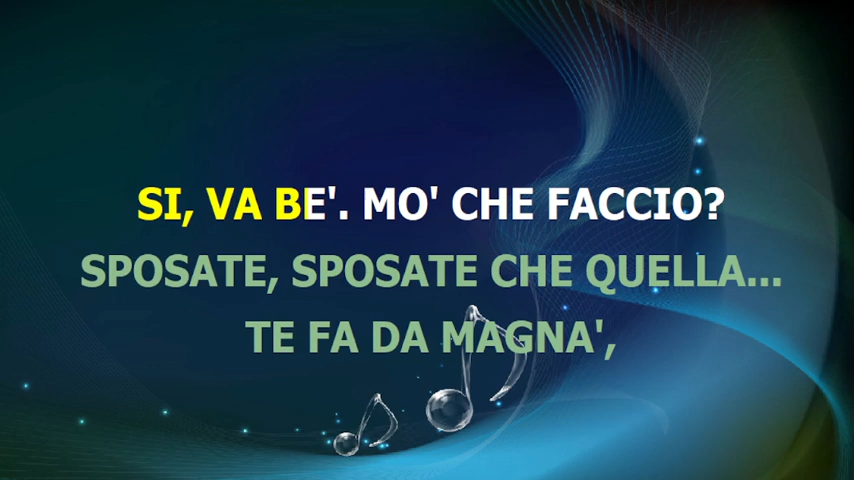 SI, VA BE'. MO' CHE FACCIO?
SPOSATE, SPOSATE CHE QUELLA...
TE FA DA MAGNA',